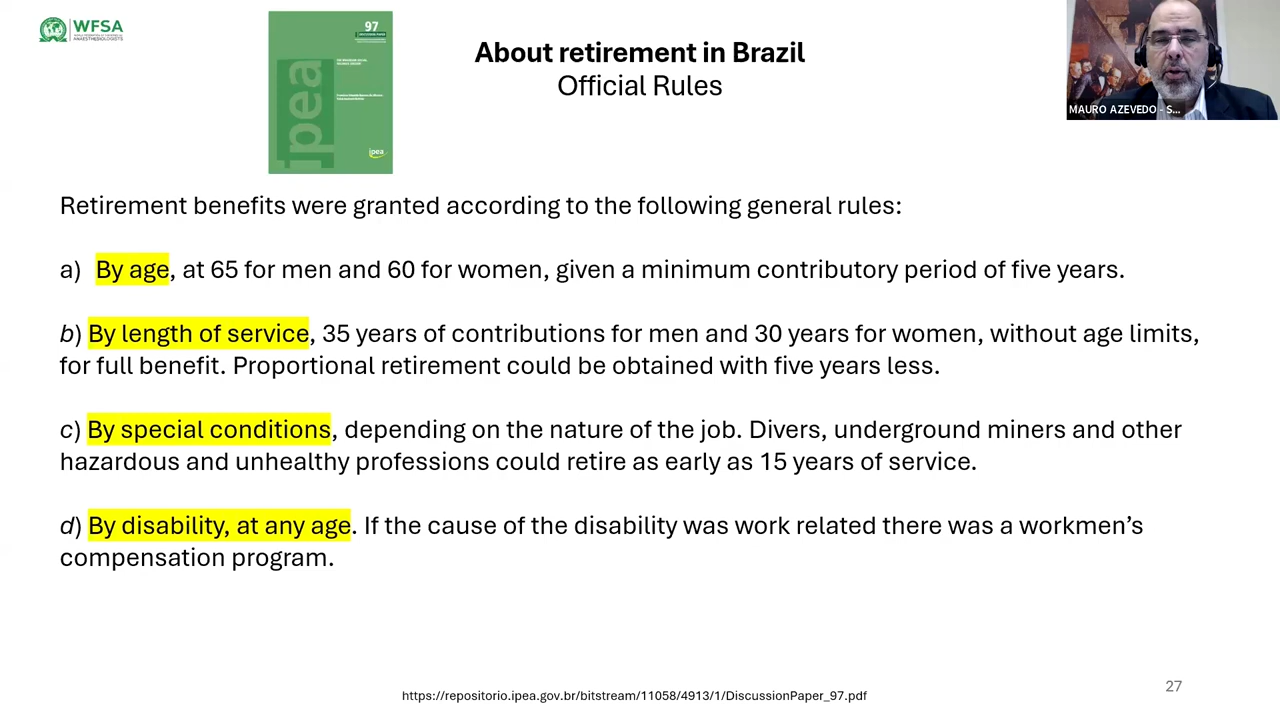 WFSA
WORLD FEDERATION OF SOCIETIES OF
ANAESTHESIOLOGISTS
97
ipea
ipea
About retirement in Brazil
Official Rules
MAURO AZEVEDO - S...
Retirement benefits were granted according to the following general rules:
a) By age, at 65 for men and 60 for women, given a minimum contributory period of five years.
b) By length of service, 35 years of contributions for men and 30 years for women, without age limits,
for full benefit. Proportional retirement could be obtained with five years less.
c) By special conditions, depending on the nature of the job. Divers, underground miners and other
hazardous and unhealthy professions could retire as early as 15 years of service.
d) By disability, at any age. If the cause of the disability was work related there was a workmen’s
compensation program.
https://repositorio.ipea.gov.br/bitstream/11058/4913/1/DiscussionPaper_97.pdf
27